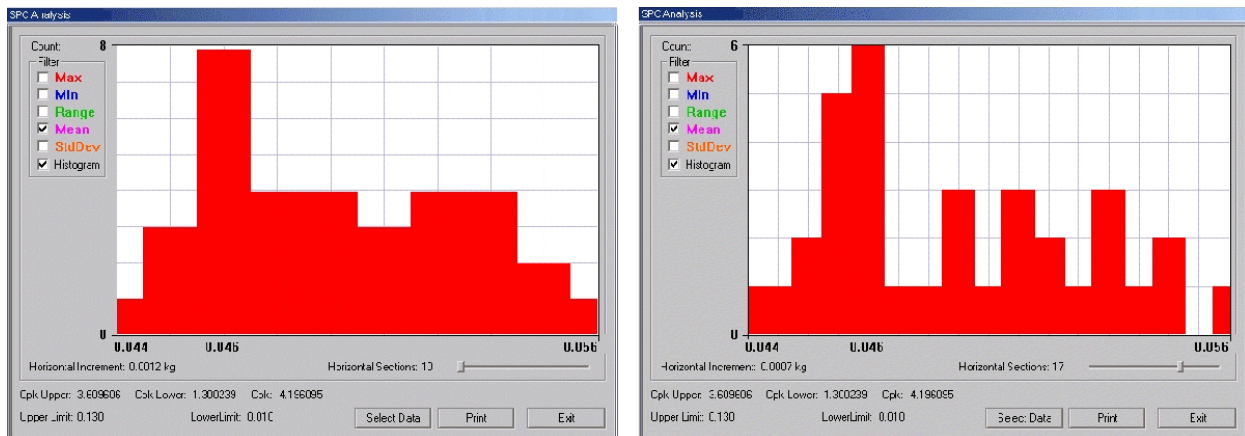 SPC Analysis
Count: 8
Filter
Max
Min
Range
Mean
StdDev
Histogram
0
0.044 0.046 0.056
Horizontal Increment: 0.0012 kg Horizontal Sections: 10
Cpk Upper: 3.609606 Cpk Lower: 1.300239 Cpk: 4.196095
Upper Limit: 0.130 LowerLimit: 0.010 Select Data Print Exit
SPC Analysis
Count: 6
Filter
Max
Min
Range
Mean
StdDev
Histogram
0
0.044 0.046 0.056
Horizontal Increment: 0.0007 kg Horizontal Sections: 17
Cpk Upper: 3.609606 Cpk Lower: 1.300239 Cpk: 4.196095
Upper Limit: 0.130 LowerLimit: 0.010 Select Data Print Exit